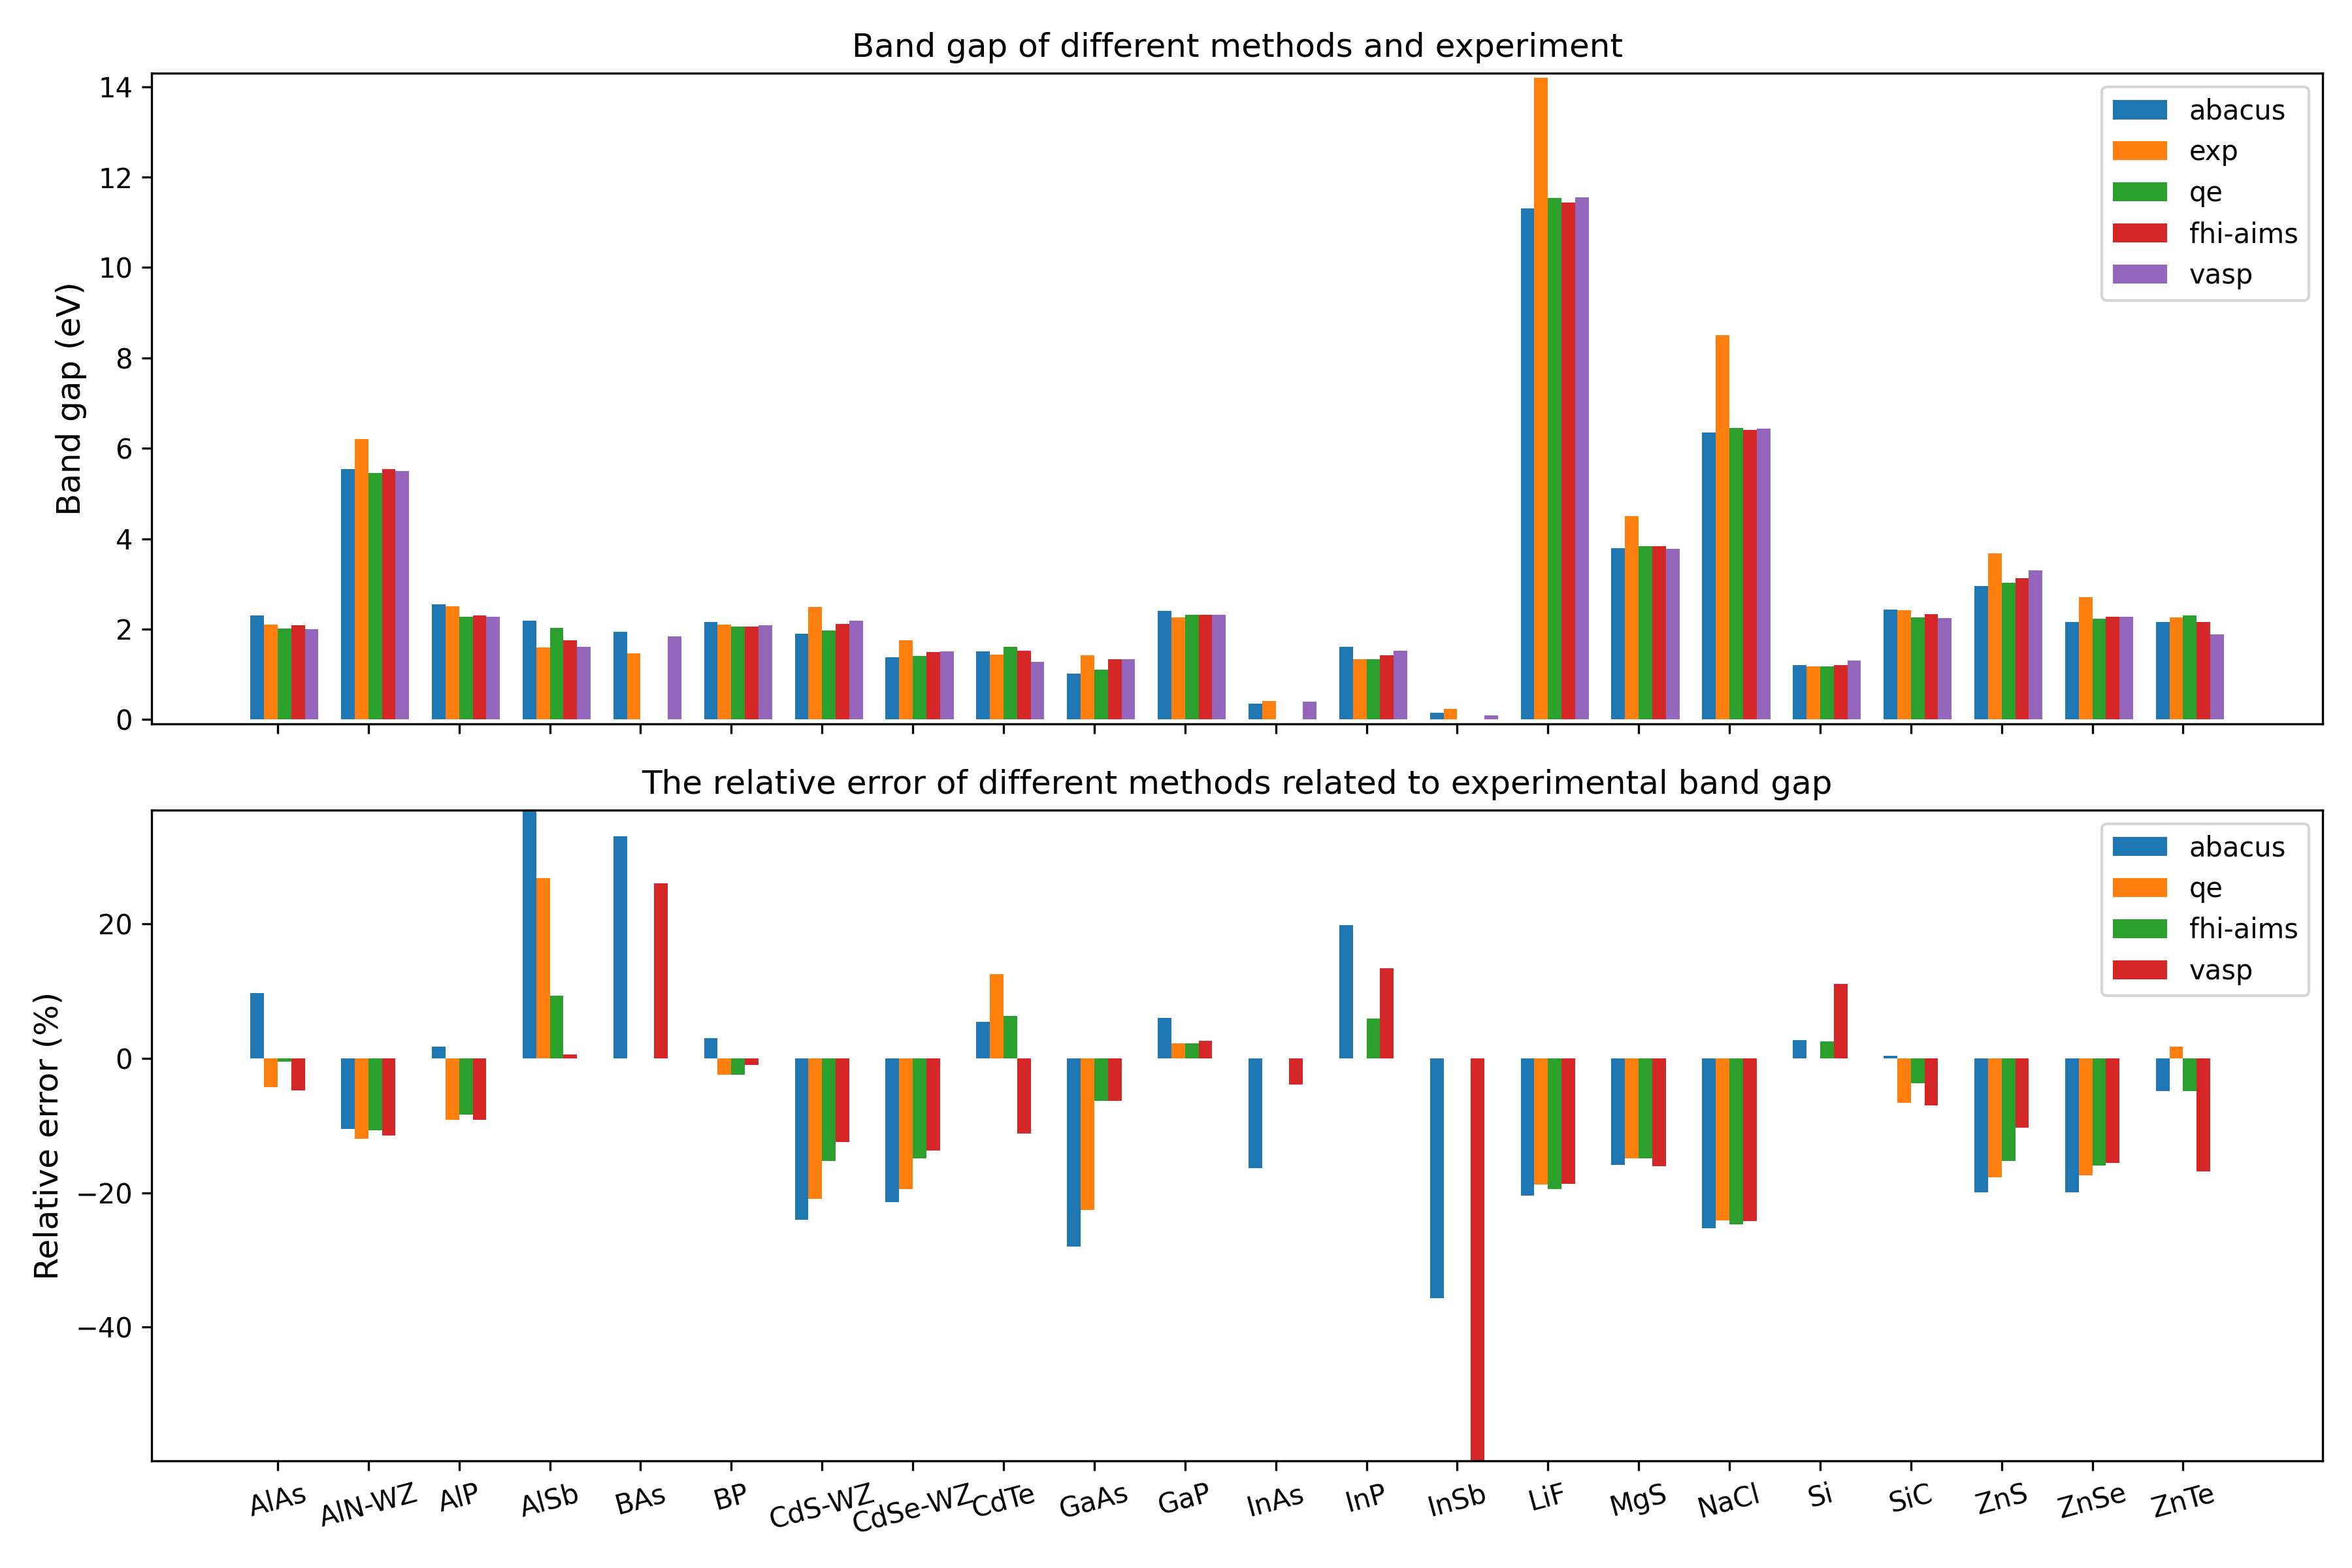 Band gap of different methods and experiment
Band gap (eV)
14
12
10
8
6
4
2
0
abacus
exp
qe
fhi-aims
vasp
The relative error of different methods related to experimental band gap
Relative error (%)
20
0
−20
−40
abacus
qe
fhi-aims
vasp
AlAs
AlN-WZ
AlP
AlSb
BAs
BP
CdS-WZ
CdSe-WZ
CdTe
GaAs
GaP
InAs
InP
InSb
LiF
MgS
NaCl
Si
SiC
ZnS
ZnSe
ZnTe